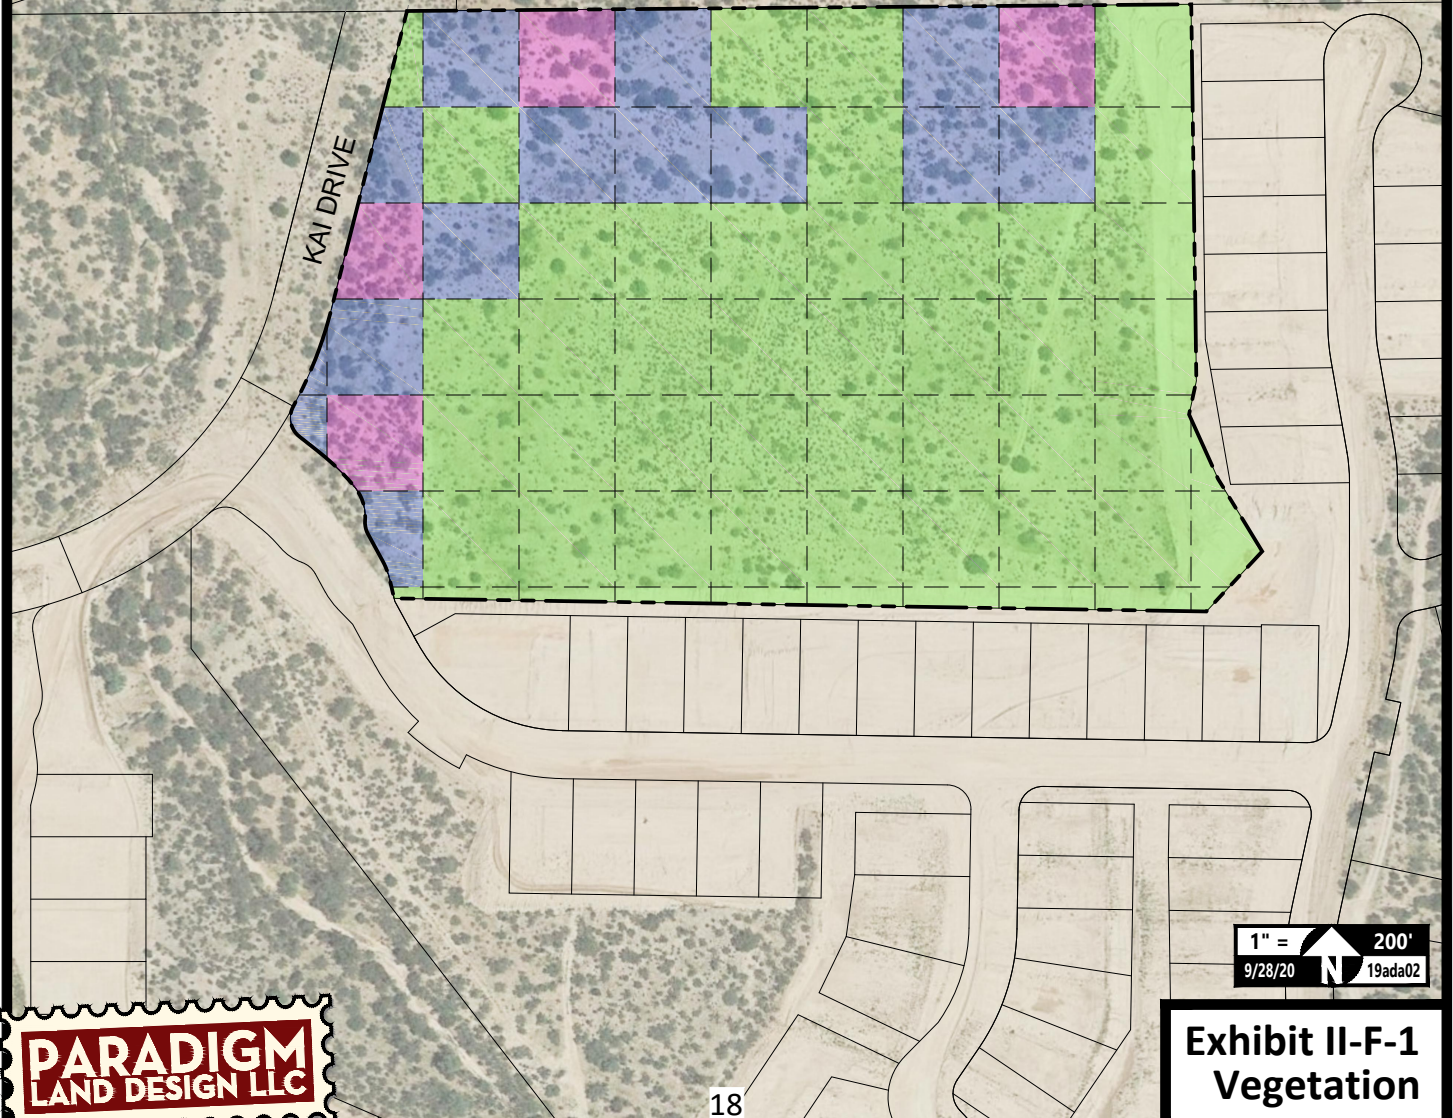 KAI DRIVE
1" = 200'
9/28/20 N 19ada02
PARADIGM
LAND DESIGN LLC
18
Exhibit II-F-1
Vegetation